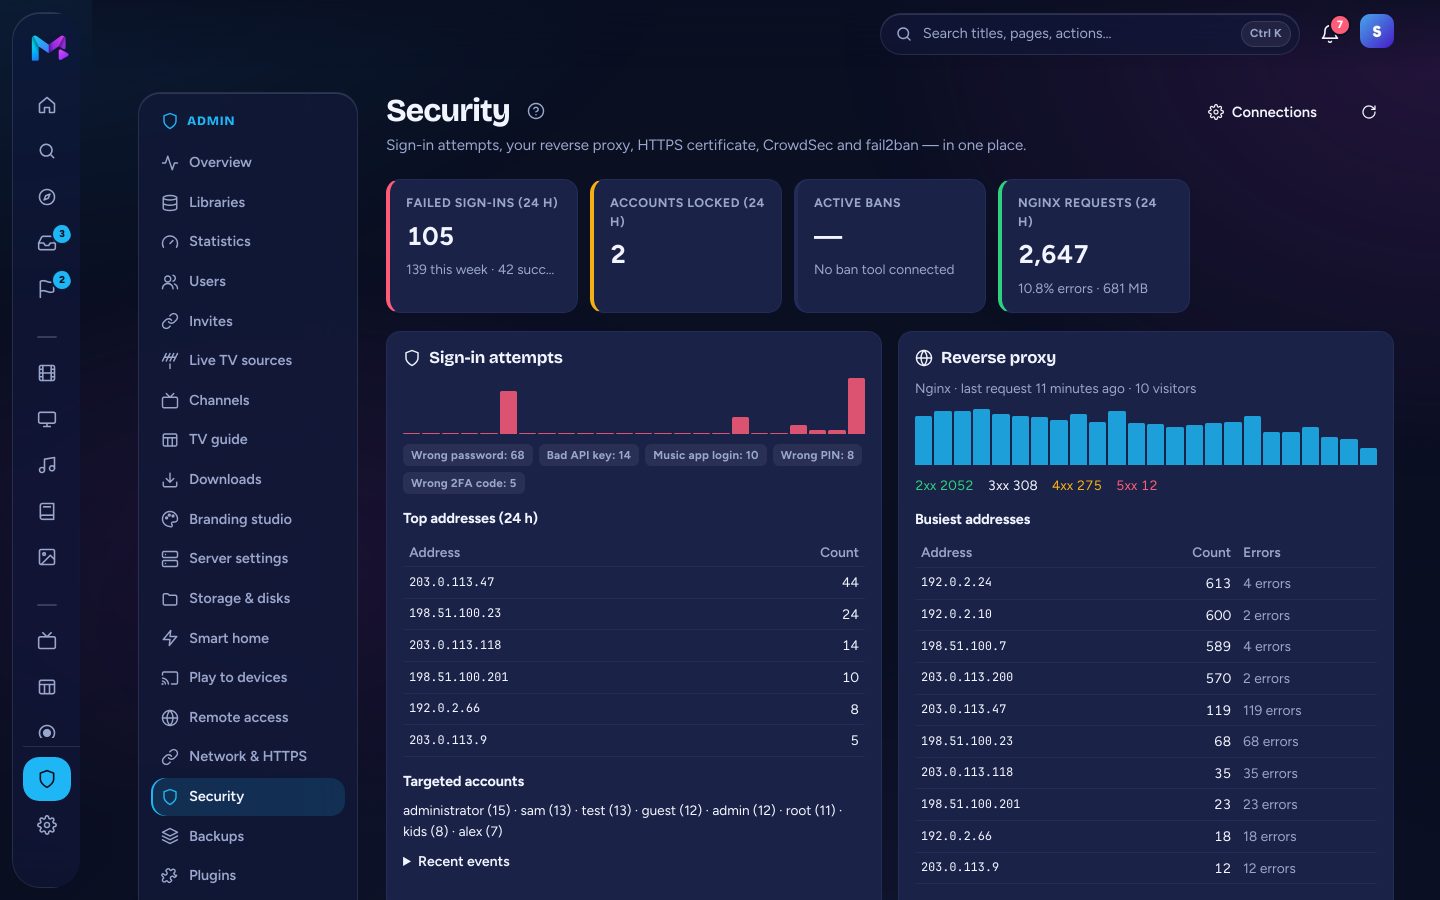 Search titles, pages, actions...
Ctrl K
7
S
3
2
ADMIN
Overview
Libraries
Statistics
Users
Invites
Live TV sources
Channels
TV guide
Downloads
Branding studio
Server settings
Storage & disks
Smart home
Play to devices
Remote access
Network & HTTPS
Security
Backups
Plugins
Security
Connections
Sign-in attempts, your reverse proxy, HTTPS certificate, CrowdSec and fail2ban — in one place.
FAILED SIGN-INS (24 H)
105
139 this week · 42 succ...
ACCOUNTS LOCKED (24
H)
2
ACTIVE BANS
—
No ban tool connected
NGINX REQUESTS (24
H)
2,647
10.8% errors · 681 MB
Sign-in attempts
Wrong password: 68 Bad API key: 14 Music app login: 10 Wrong PIN: 8
Wrong 2FA code: 5
Top addresses (24 h)
Address Count
203.0.113.47 44
198.51.100.23 24
203.0.113.118 14
198.51.100.201 10
192.0.2.66 8
203.0.113.9 5
Targeted accounts
administrator (15) · sam (13) · test (13) · guest (12) · admin (12) · root (11) ·
kids (8) · alex (7)
Recent events
Reverse proxy
Nginx · last request 11 minutes ago · 10 visitors
2xx 2052 3xx 308 4xx 275 5xx 12
Busiest addresses
Address Count Errors
192.0.2.24 613 4 errors
192.0.2.10 600 2 errors
198.51.100.7 589 4 errors
203.0.113.200 570 2 errors
203.0.113.47 119 119 errors
198.51.100.23 68 68 errors
203.0.113.118 35 35 errors
198.51.100.201 23 23 errors
192.0.2.66 18 18 errors
203.0.113.9 12 12 errors